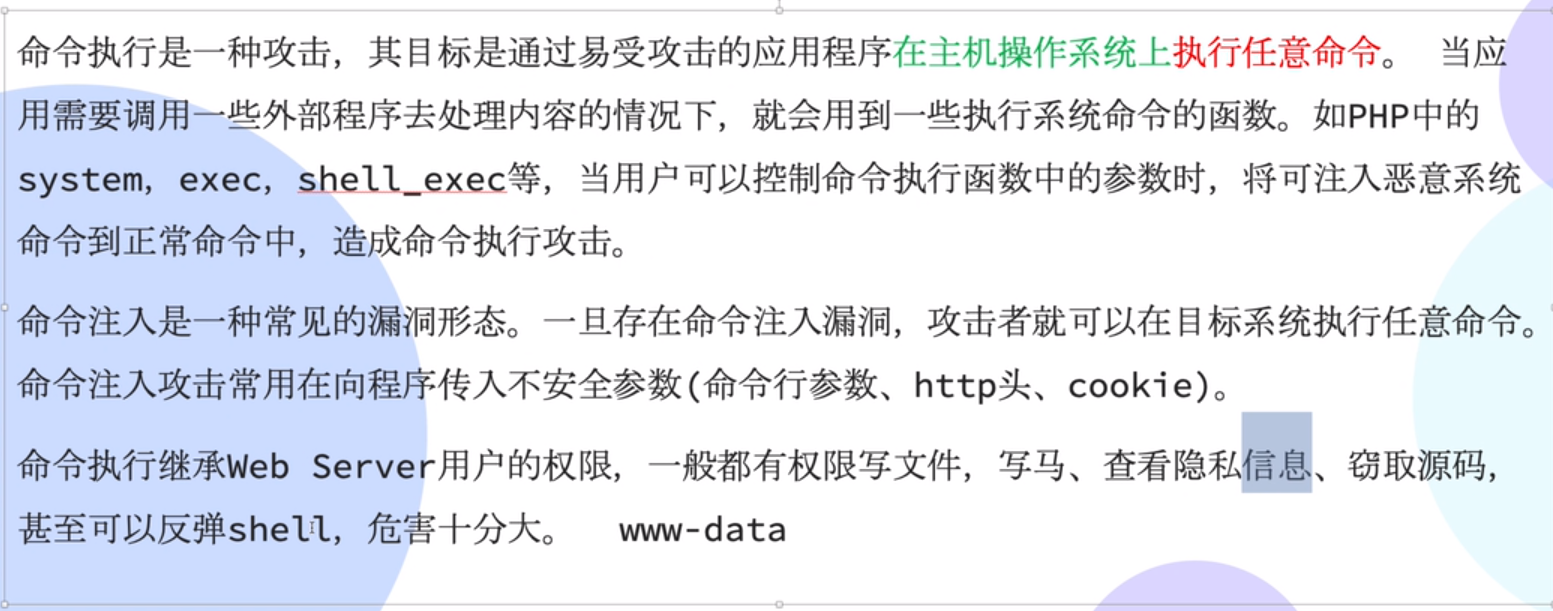 命令执行是一种攻击，其目标是通过易受攻击的应用程序在主机操作系统上执行任意命令。 当应
用需要调用一些外部程序去处理内容的情况下，就会用到一些执行系统命令的函数。如PHP中的
system，exec，shell_exec等，当用户可以控制命令执行函数中的参数时，将可注入恶意系统
命令到正常命令中，造成命令执行攻击。
命令注入是一种常见的漏洞形态。一旦存在命令注入漏洞，攻击者就可以在目标系统执行任意命令。
命令注入攻击常用在向程序传入不安全参数(命令行参数、http头、cookie)。
命令执行继承Web Server用户的权限，一般都有权限写文件，写马、查看隐私信息、窃取源码，
甚至可以反弹shell，危害十分大。 www-data